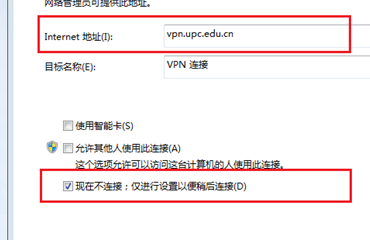 网络管理员可提供此地址。
Internet 地址(I):
vpn.upc.edu.cn
目标名称(E):
VPN 连接
使用智能卡(S)
允许其他人使用此连接(A)
这个选项允许可以访问这台计算机的人使用此连接。
现在不连接；仅进行设置以便稍后连接(D)